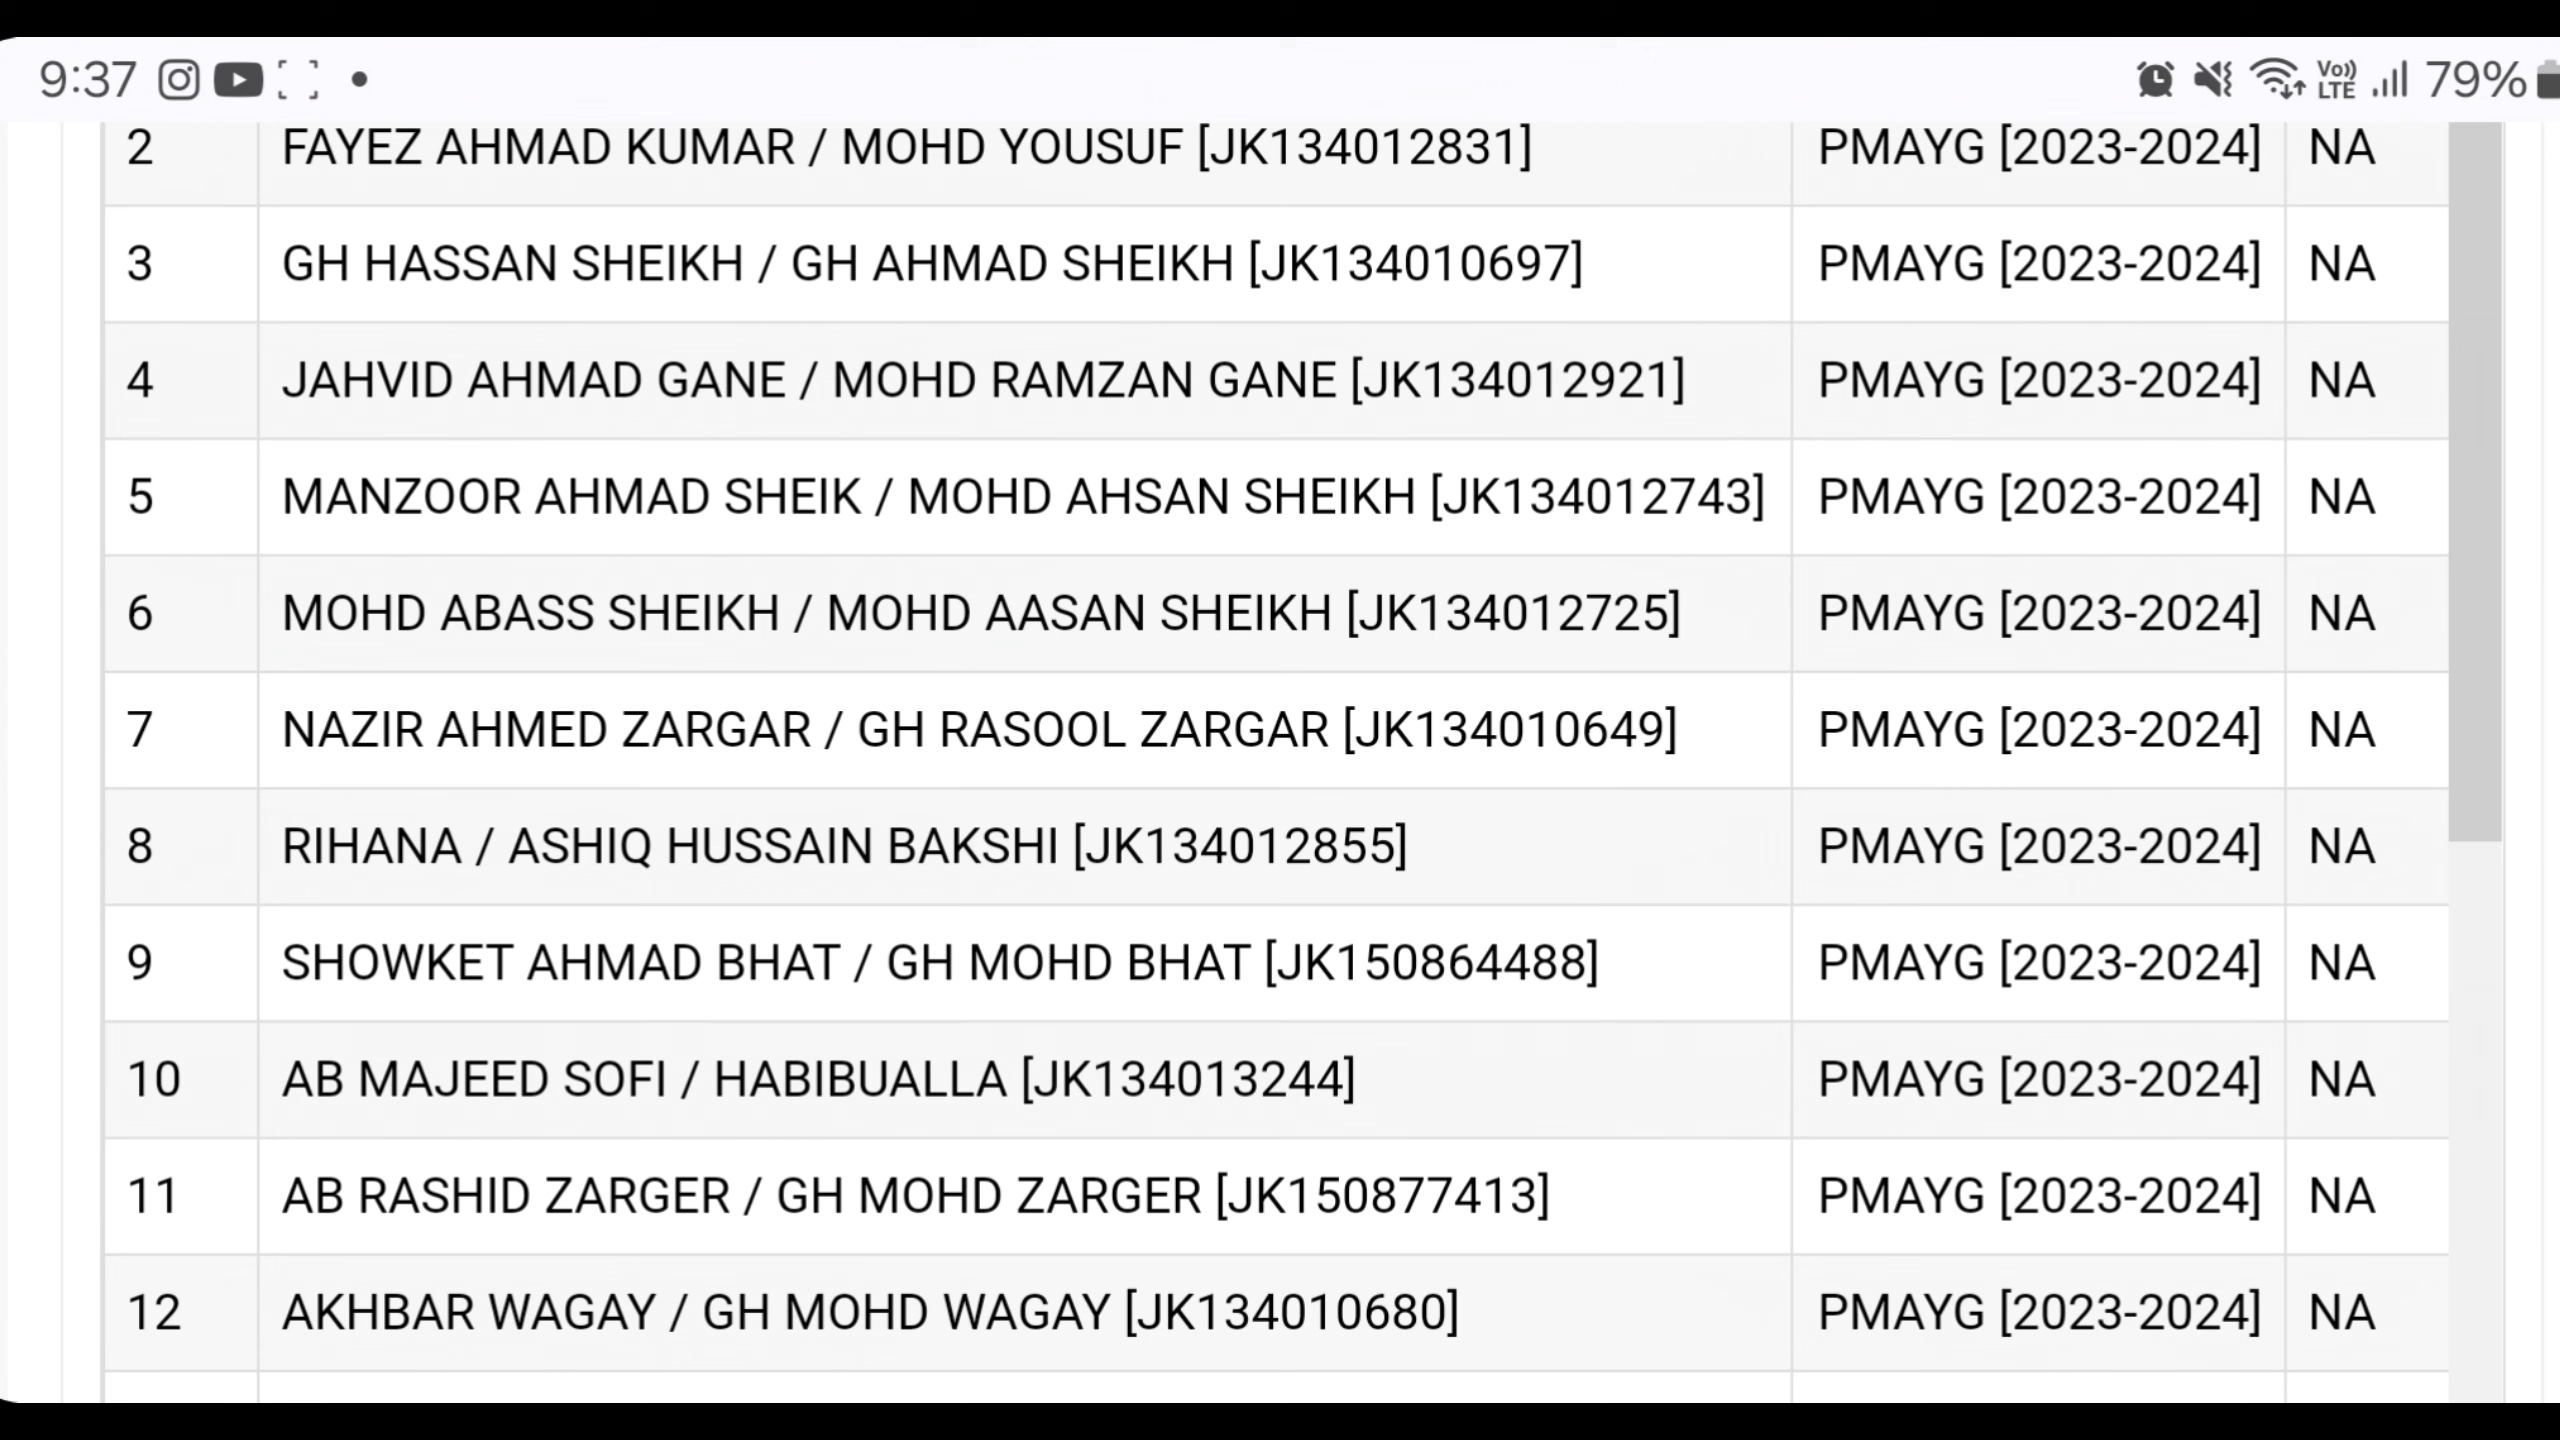 9:37 Vo)) LTE 79%
2 FAYEZ AHMAD KUMAR / MOHD YOUSUF [JK134012831] PMAYG [2023-2024] NA
3 GH HASSAN SHEIKH / GH AHMAD SHEIKH [JK134010697] PMAYG [2023-2024] NA
4 JAHVID AHMAD GANE / MOHD RAMZAN GANE [JK134012921] PMAYG [2023-2024] NA
5 MANZOOR AHMAD SHEIK / MOHD AHSAN SHEIKH [JK134012743] PMAYG [2023-2024] NA
6 MOHD ABASS SHEIKH / MOHD AASAN SHEIKH [JK134012725] PMAYG [2023-2024] NA
7 NAZIR AHMED ZARGAR / GH RASOOL ZARGAR [JK134010649] PMAYG [2023-2024] NA
8 RIHANA / ASHIQ HUSSAIN BAKSHI [JK134012855] PMAYG [2023-2024] NA
9 SHOWKET AHMAD BHAT / GH MOHD BHAT [JK150864488] PMAYG [2023-2024] NA
10 AB MAJEED SOFI / HABIBUALLA [JK134013244] PMAYG [2023-2024] NA
11 AB RASHID ZARGER / GH MOHD ZARGER [JK150877413] PMAYG [2023-2024] NA
12 AKHBAR WAGAY / GH MOHD WAGAY [JK134010680] PMAYG [2023-2024] NA